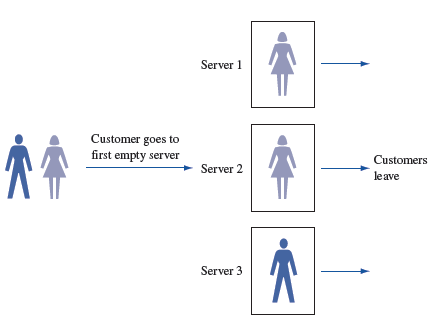 Server 1
Customer goes to
first empty server
Server 2
Customers
leave
Server 3